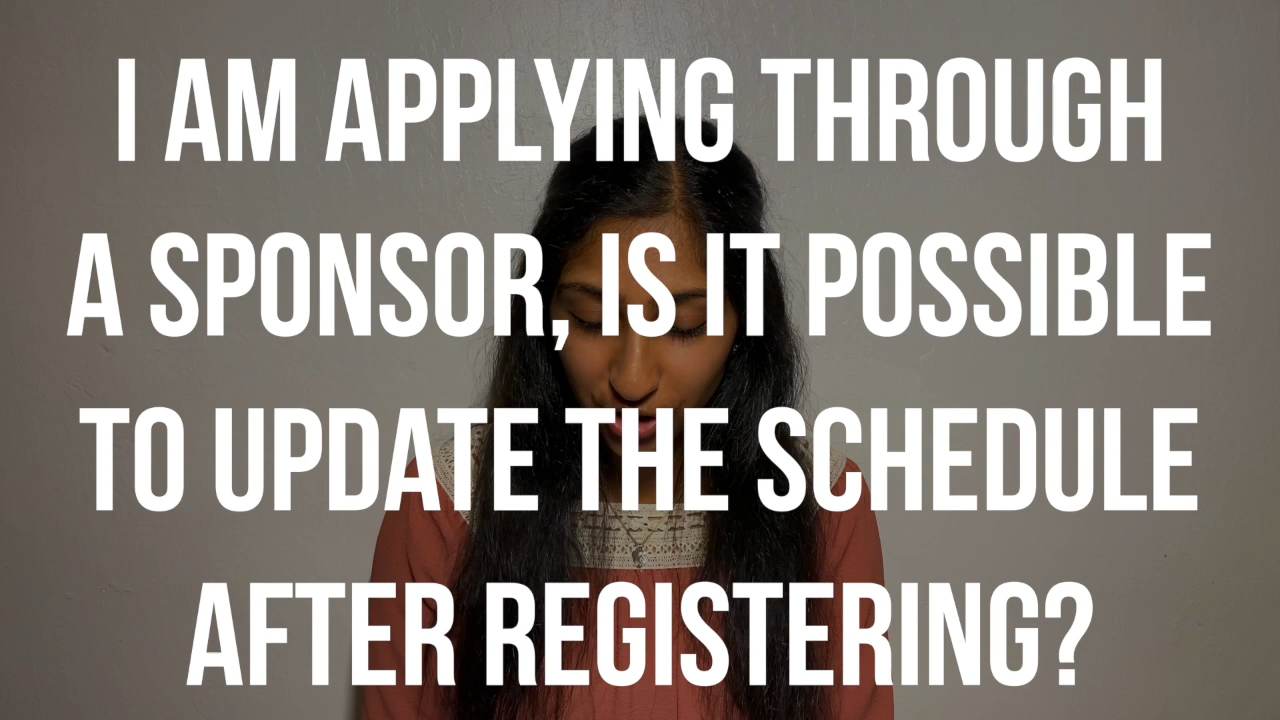 I AM APPLYING THROUGH
A SPONSOR, IS IT POSSIBLE
TO UPDATE THE SCHEDULE
AFTER REGISTERING?